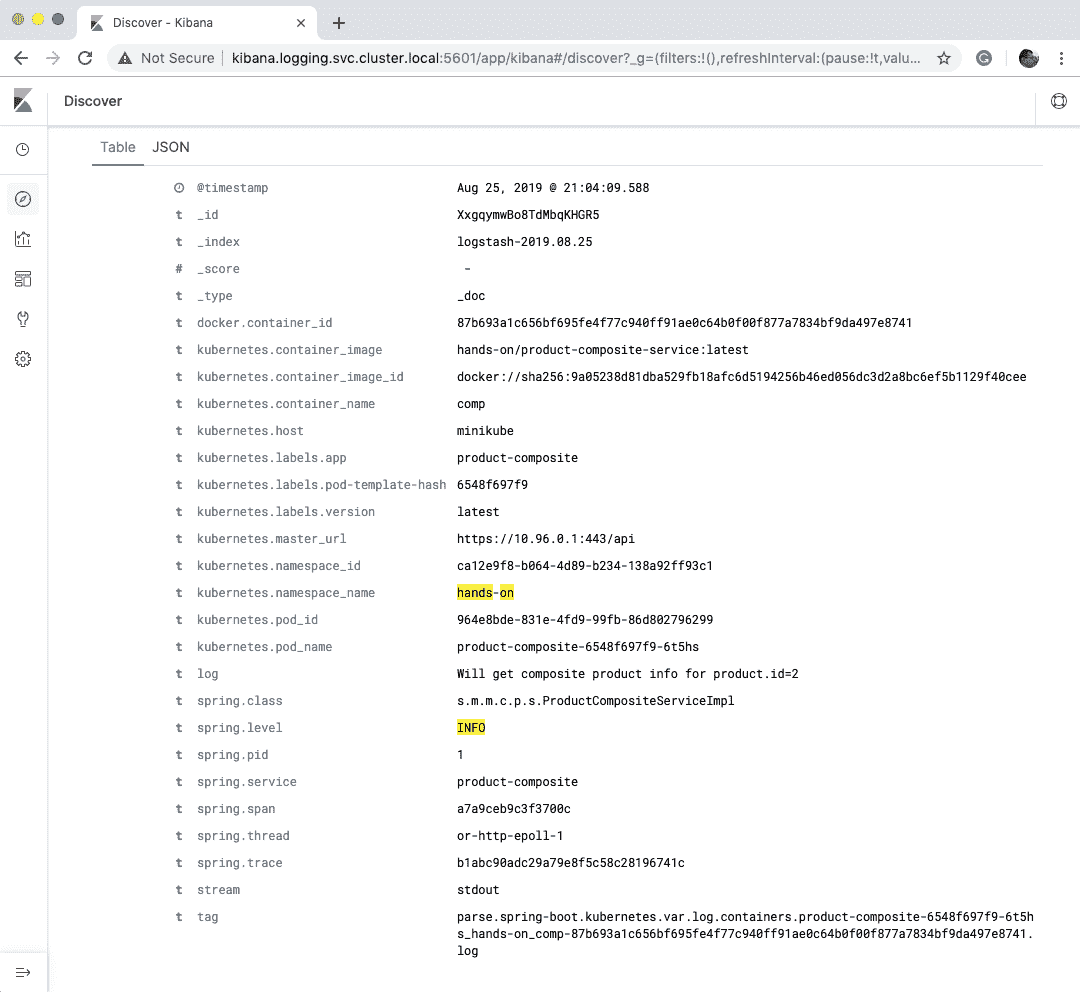 Discover - Kibana
Not Secure | kibana.logging.svc.cluster.local:5601/app/kibana#/discover?_g=(filters:!(),refreshInterval:(pause:!t,valu...
Discover
Table JSON
@timestamp Aug 25, 2019 @ 21:04:09.588
t _id XxgqymwBo8TdMbqKHGR5
t _index logstash-2019.08.25
# _score -
t _type _doc
t docker.container_id 87b693a1c656bf695fe4f77c940ff91ae0c64b0f00f877a7834bf9da497e8741
t kubernetes.container_image hands-on/product-composite-service:latest
t kubernetes.container_image_id docker://sha256:9a05238d81dba529fb18afc6d5194256b46ed056dc3d2a8bc6ef5b1129f40cee
t kubernetes.container_name comp
t kubernetes.host minikube
t kubernetes.labels.app product-composite
t kubernetes.labels.pod-template-hash 6548f697f9
t kubernetes.labels.version latest
t kubernetes.master_url https://10.96.0.1:443/api
t kubernetes.namespace_id ca12e9f8-b064-4d89-b234-138a92ff93c1
t kubernetes.namespace_name hands-on
t kubernetes.pod_id 964e8bde-831e-4fd9-99fb-86d802796299
t kubernetes.pod_name product-composite-6548f697f9-6t5hs
t log Will get composite product info for product.id=2
t spring.class s.m.m.c.p.s.ProductCompositeServiceImpl
t spring.level INFO
t spring.pid 1
t spring.service product-composite
t spring.span a7a9ceb9c3f3700c
t spring.thread or-http-epoll-1
t spring.trace b1abc90adc29a79e8f5c58c28196741c
t stream stdout
t tag parse.spring-boot.kubernetes.var.log.containers.product-composite-6548f697f9-6t5h
s_hands-on_comp-87b693a1c656bf695fe4f77c940ff91ae0c64b0f00f877a7834bf9da497e8741.
log